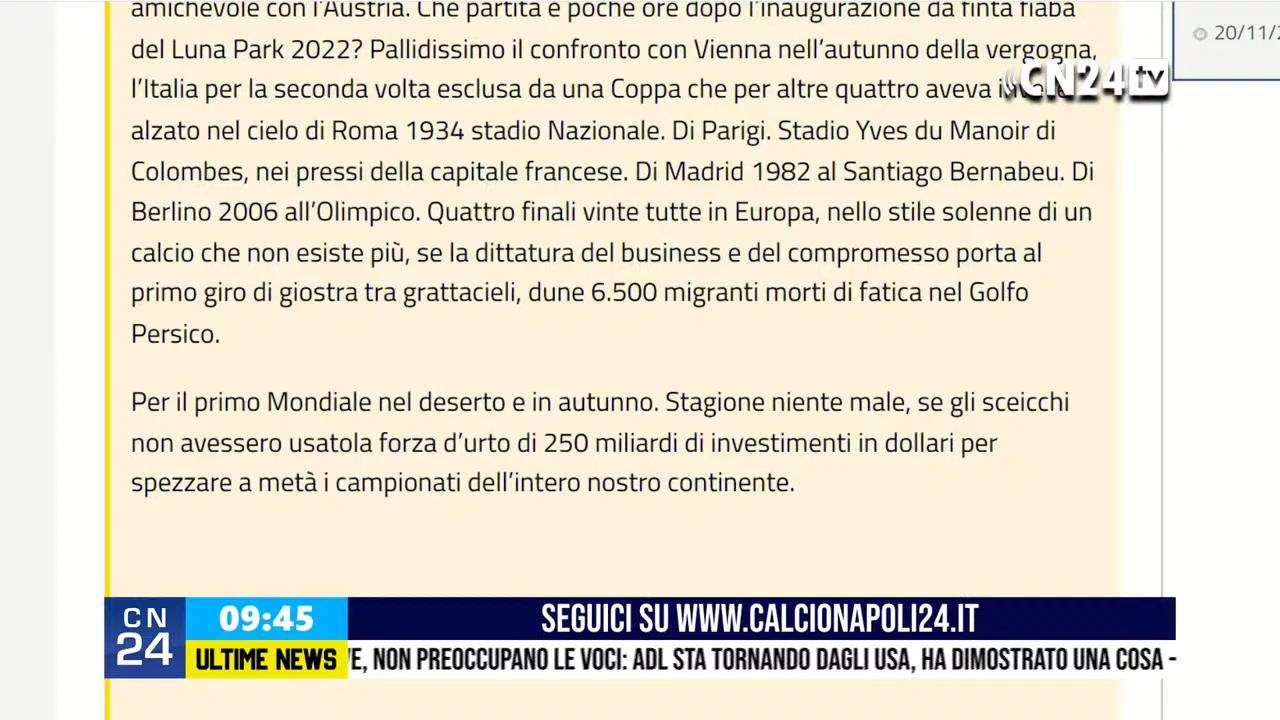 amichevole con l'Austria. Che partita è poche ore dopo l'inaugurazione da finta fiaba
20/11/2
del Luna Park 2022? Pallidissimo il confronto con Vienna nell'autunno della vergogna,
CN24 tv
l'Italia per la seconda volta esclusa da una Coppa che per altre quattro aveva
alzato nel cielo di Roma 1934 stadio Nazionale. Di Parigi. Stadio Yves du Manoir di
Colombes, nei pressi della capitale francese. Di Madrid 1982 al Santiago Bernabeu. Di
Berlino 2006 all'Olimpico. Quattro finali vinte tutte in Europa, nello stile solenne di un
calcio che non esiste più, se la dittatura del business e del compromesso porta al
primo giro di giostra tra grattacieli, dune 6.500 migranti morti di fatica nel Golfo
Persico.
Per il primo Mondiale nel deserto e in autunno. Stagione niente male, se gli sceicchi
non avessero usatola forza d'urto di 250 miliardi di investimenti in dollari per
spezzare a metà i campionati dell'intero nostro continente.
CN
24
09:45
SEGUICI SU WWW.CALCIONAPOLI24.IT
ULTIME NEWS
VE, NON PREOCCUPANO LE VOCI: ADL STA TORNANDO DAGLI USA, HA DIMOSTRATO UNA COSA -